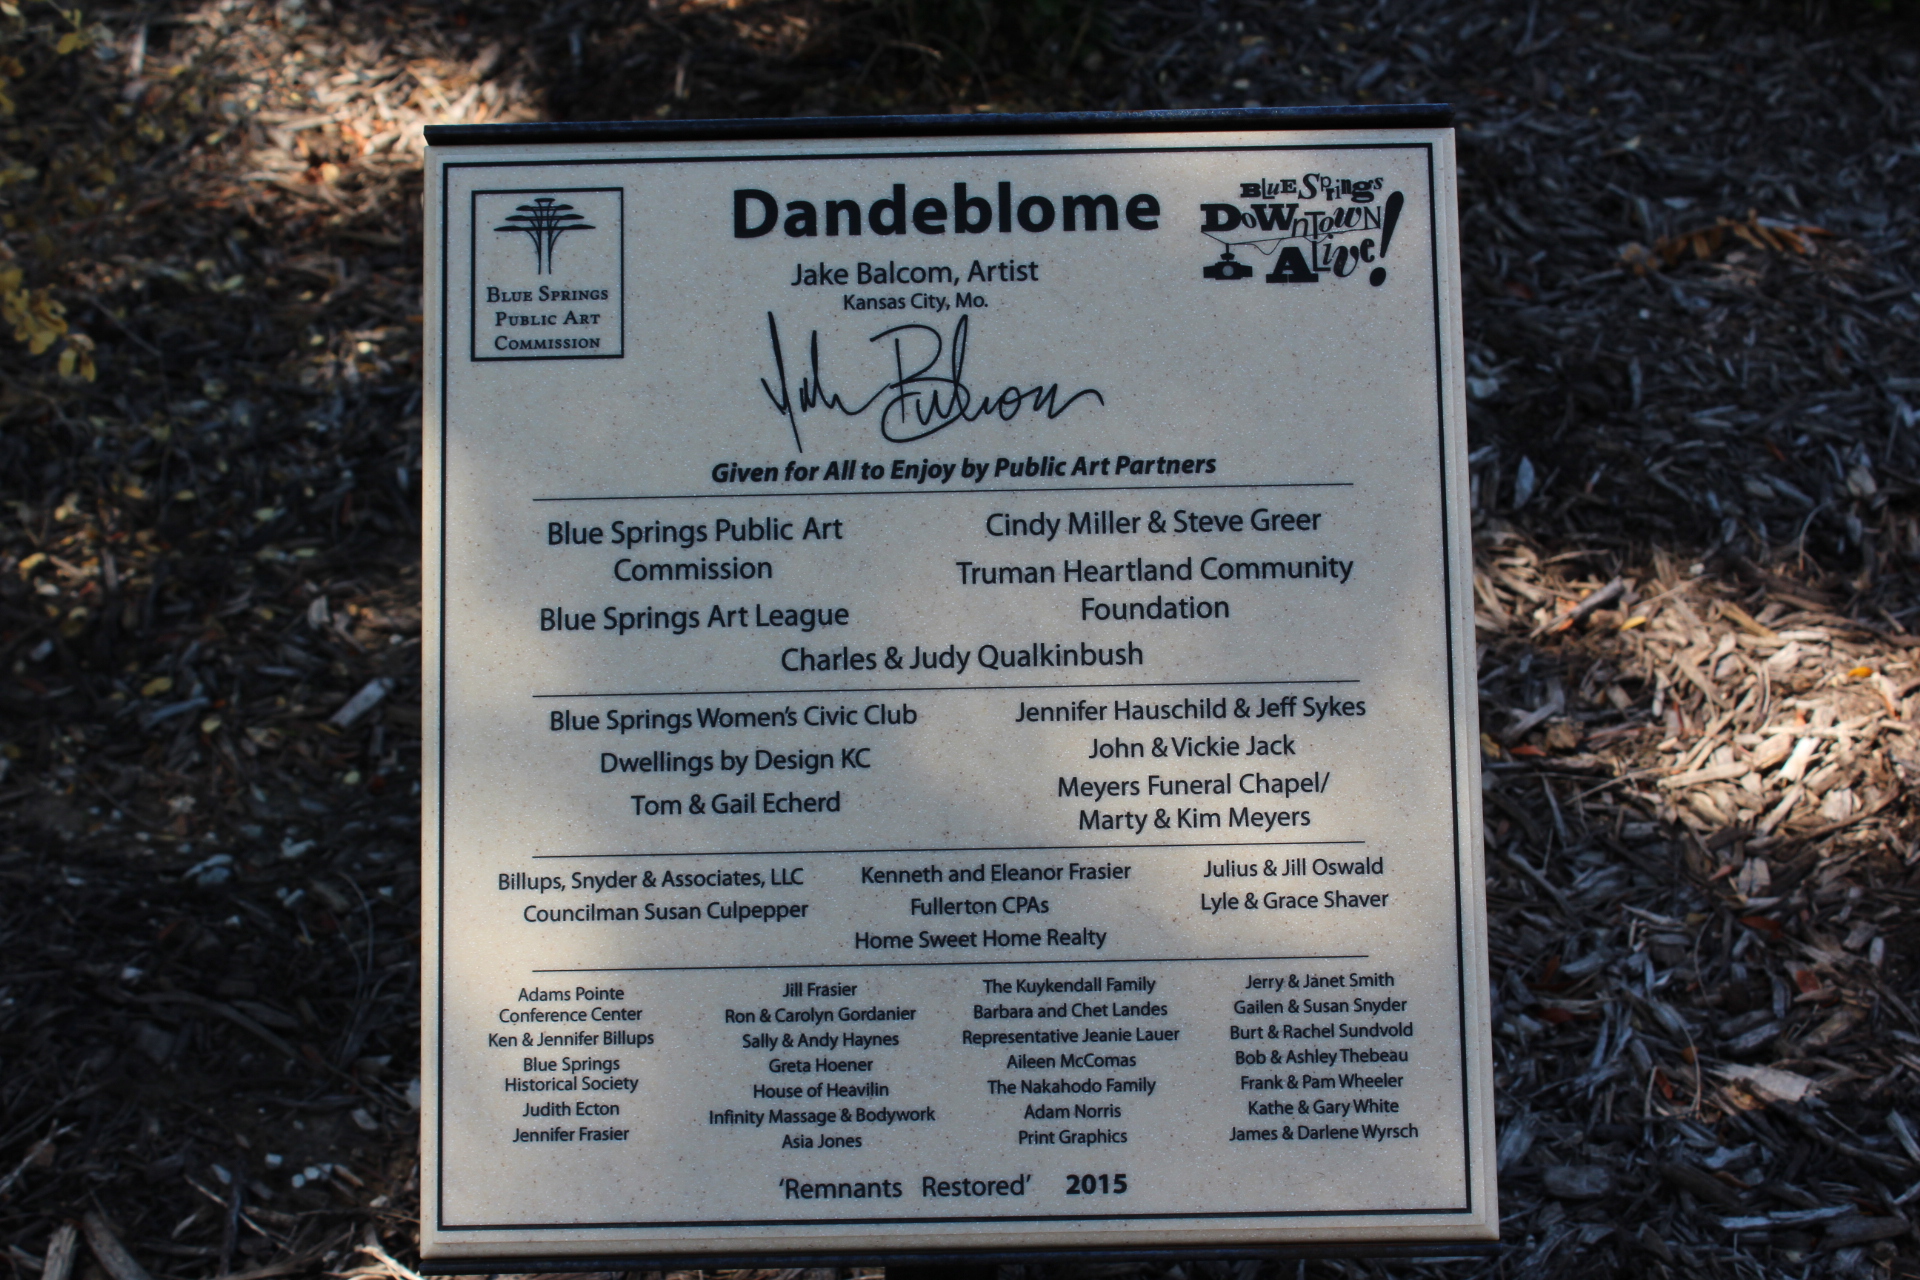 Dandeblome
BLUE SPRINGS
PUBLIC ART
COMMISSION
BLUE SPrings
DoWnToWN
ALive!
Jake Balcom, Artist
Kansas City, Mo.
Jake Balcom
Given for All to Enjoy by Public Art Partners
Blue Springs Public Art
Commission
Blue Springs Art League
Cindy Miller & Steve Greer
Truman Heartland Community
Foundation
Charles & Judy Qualkinbush
Blue Springs Women's Civic Club
Dwellings by Design KC
Tom & Gail Echerd
Jennifer Hauschild & Jeff Sykes
John & Vickie Jack
Meyers Funeral Chapel/
Marty & Kim Meyers
Billups, Snyder & Associates, LLC
Councilman Susan Culpepper
Kenneth and Eleanor Frasier
Fullerton CPAs
Home Sweet Home Realty
Julius & Jill Oswald
Lyle & Grace Shaver
Adams Pointe
Conference Center
Ken & Jennifer Billups
Blue Springs
Historical Society
Judith Ecton
Jennifer Frasier
Jill Frasier
Ron & Carolyn Gordanier
Sally & Andy Haynes
Greta Hoener
House of Heavilin
Infinity Massage & Bodywork
Asia Jones
The Kuykendall Family
Barbara and Chet Landes
Representative Jeanie Lauer
Aileen McComas
The Nakahodo Family
Adam Norris
Print Graphics
Jerry & Janet Smith
Gailen & Susan Snyder
Burt & Rachel Sundvold
Bob & Ashley Thebeau
Frank & Pam Wheeler
Kathe & Gary White
James & Darlene Wyrsch
'Remnants Restored' 2015